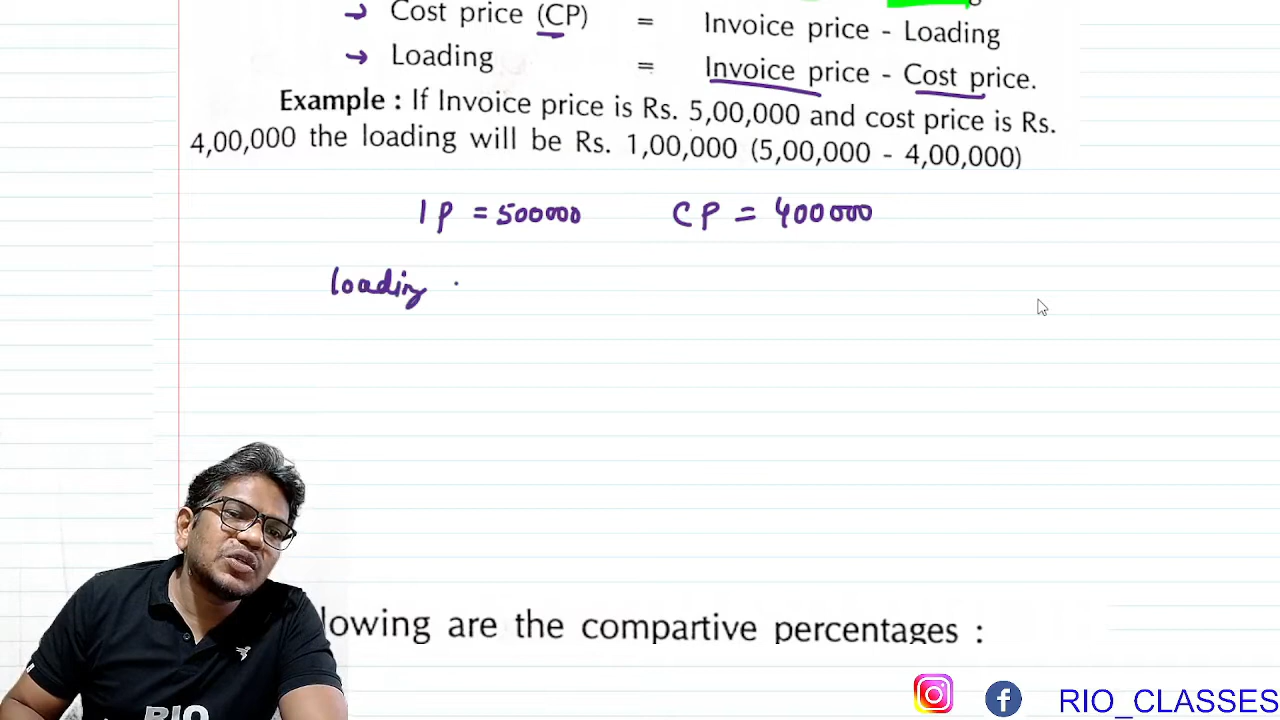 → Cost price (CP) = Invoice price - Loading
→ Loading = Invoice price - Cost price.
Example : If Invoice price is Rs. 5,00,000 and cost price is Rs.
4,00,000 the loading will be Rs. 1,00,000 (5,00,000 - 4,00,000)
IP = 500000 CP = 400000
loading
lowing are the compartive percentages :
RIO
RIO_CLASSES